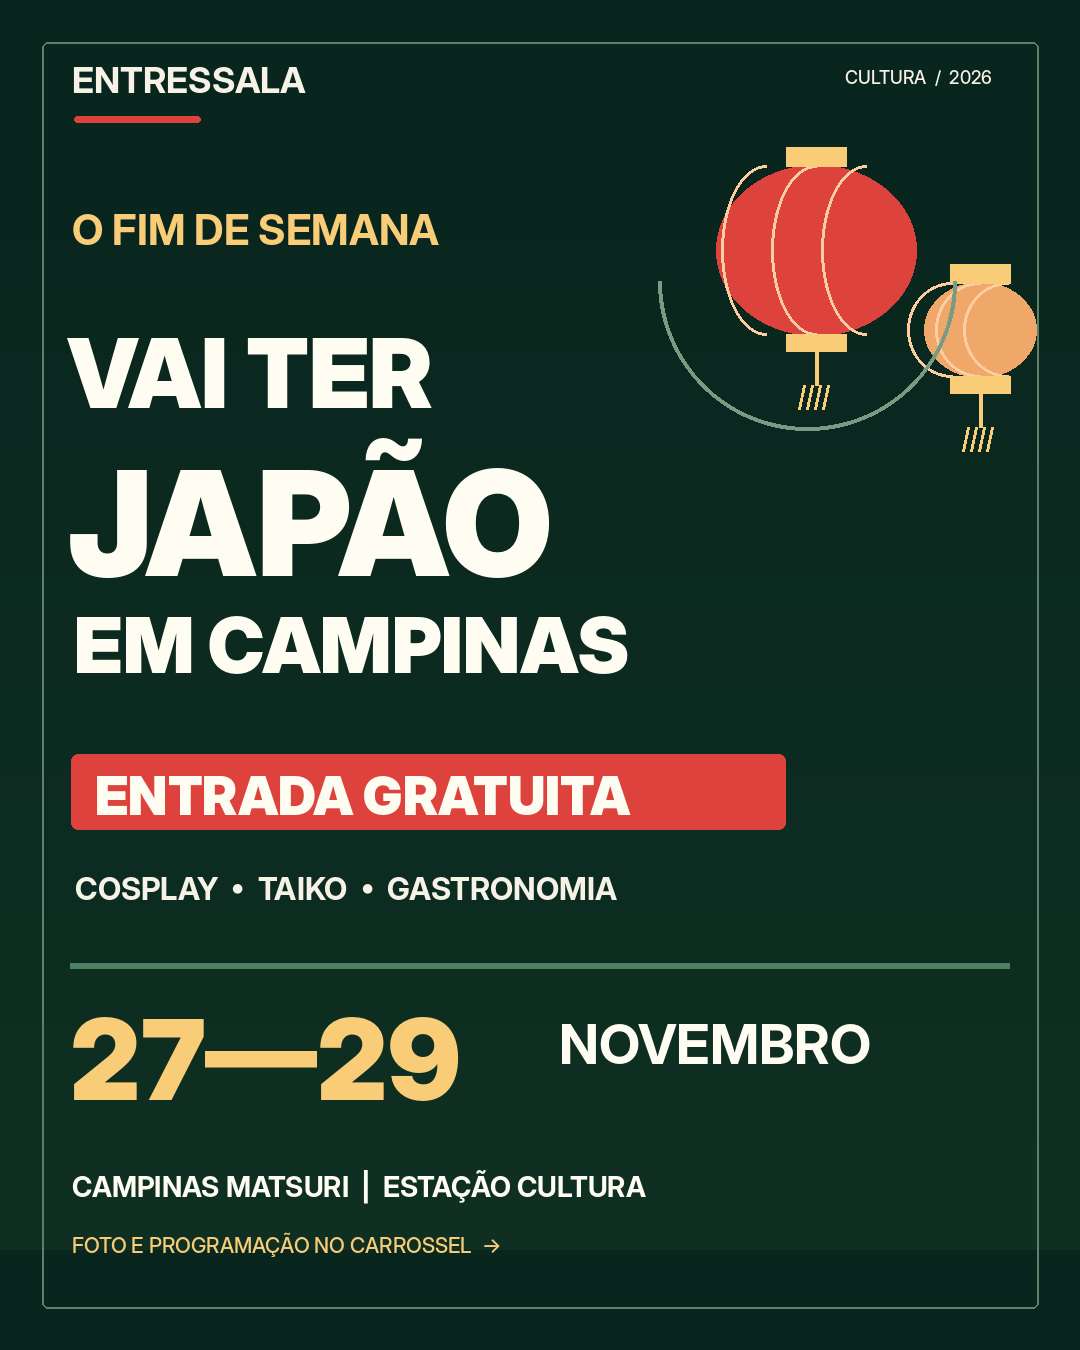 ENTRESSALA
CULTURA / 2026
O FIM DE SEMANA
VAI TER
JAPÃO
EM CAMPINAS
ENTRADA GRATUITA
COSPLAY • TAIKO • GASTRONOMIA
27—29 NOVEMBRO
CAMPINAS MATSURI | ESTAÇÃO CULTURA
FOTO E PROGRAMAÇÃO NO CARROSSEL →